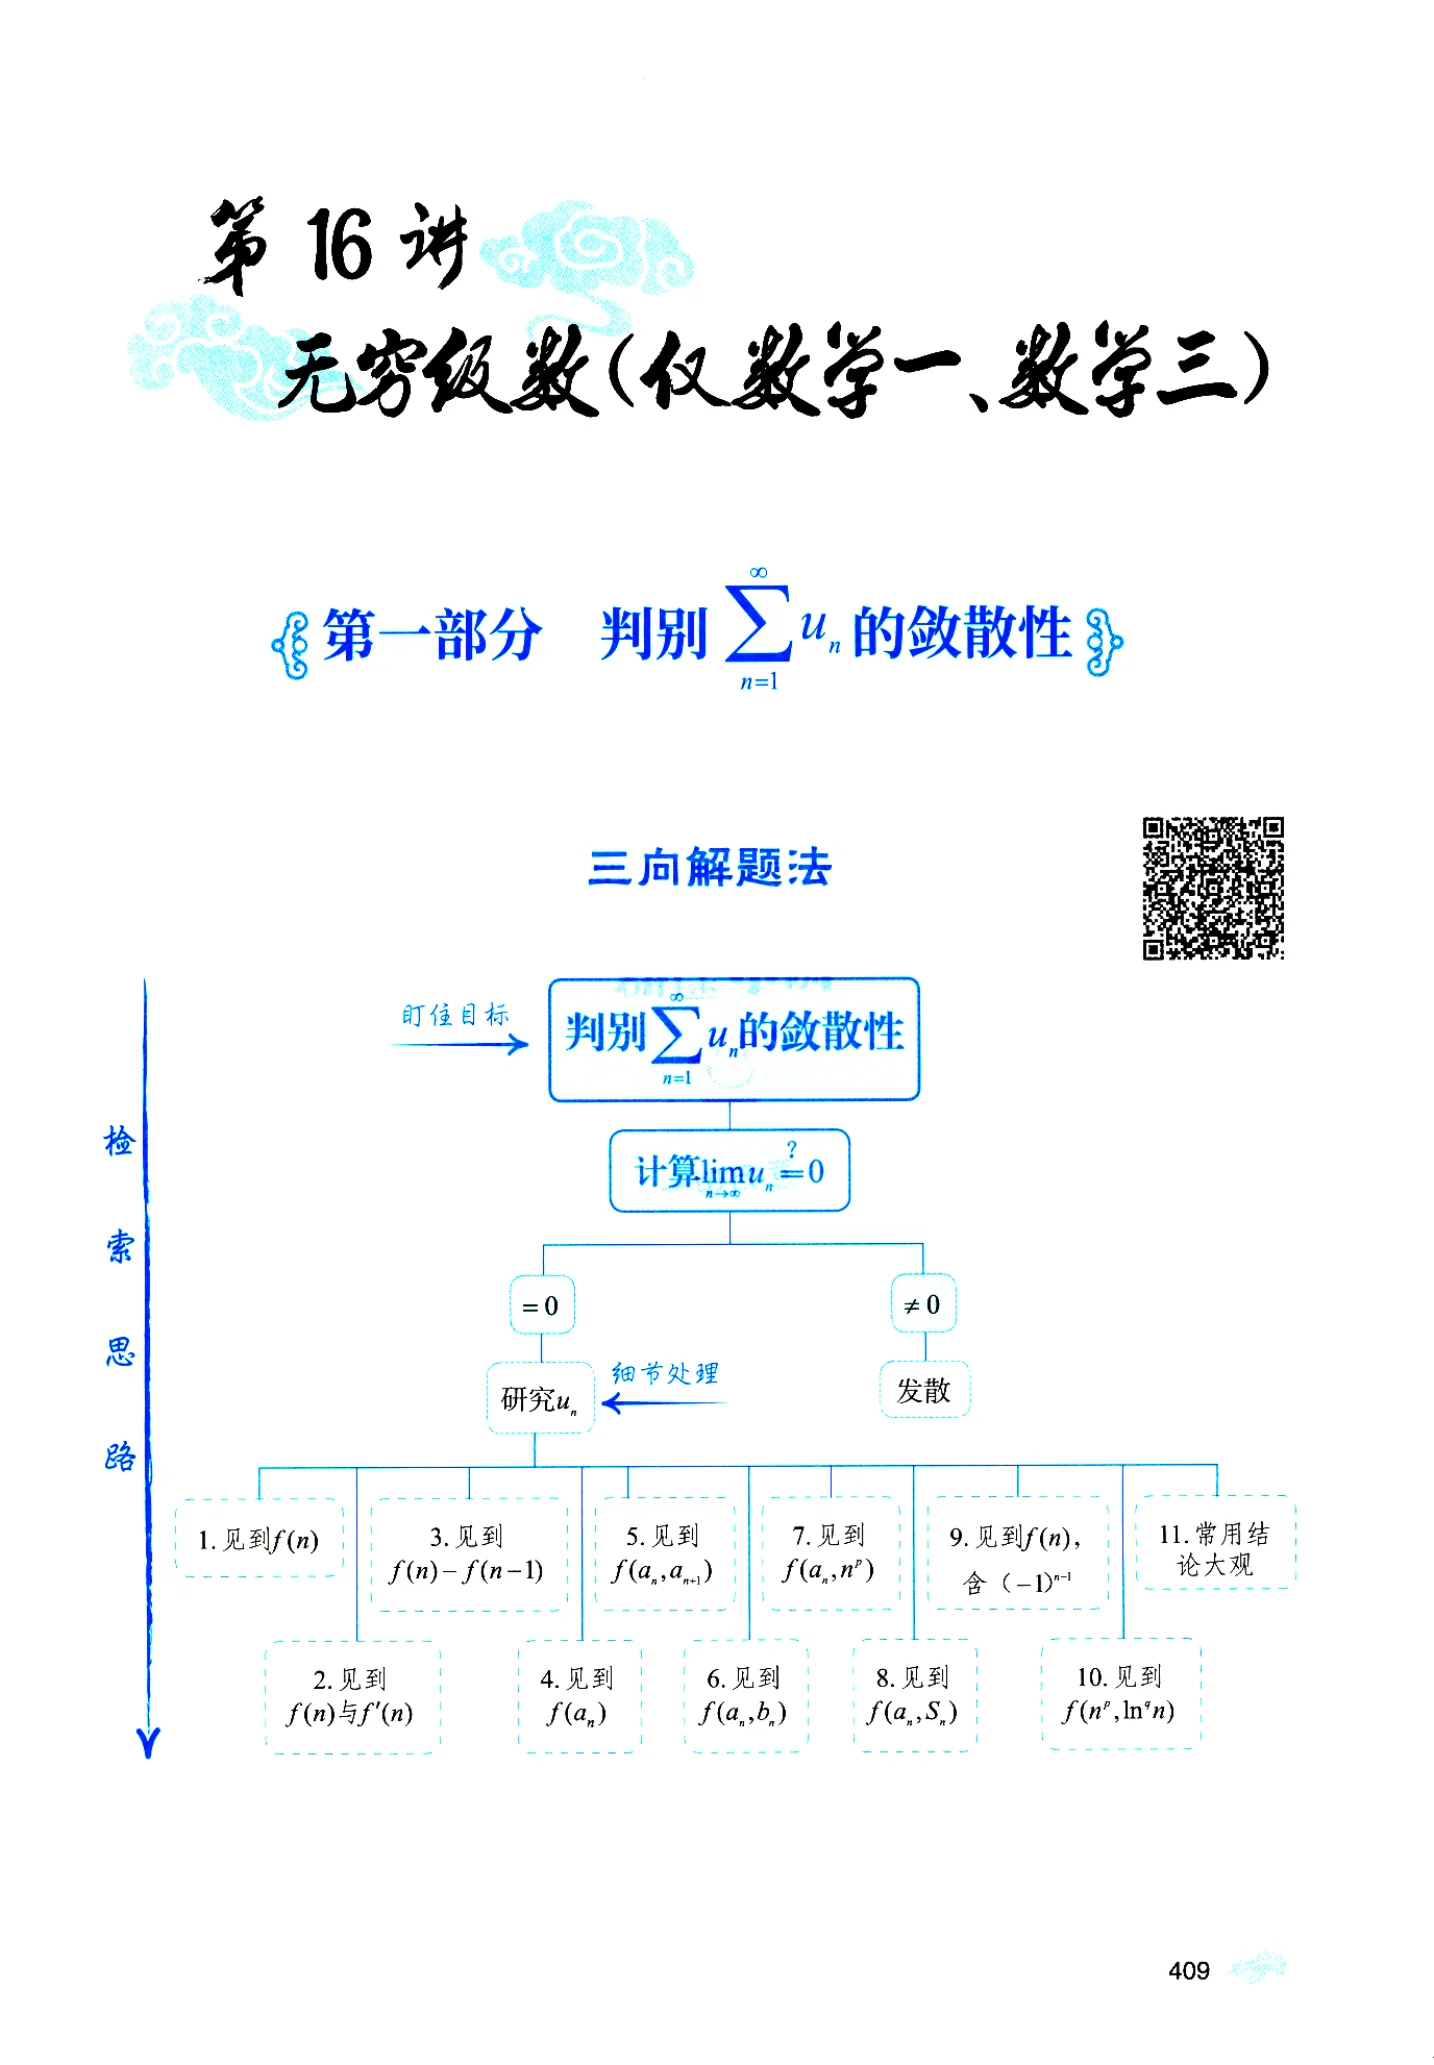 第16讲
无穷级数(仅数学一、数学三)
第一部分 判别 $\sum_{n=1}^{\infty} u_n$ 的敛散性
三向解题法
盯住目标
判别 $\sum_{n=1}^{\infty} u_n$ 的敛散性
检索思路
计算 $\lim_{n\to\infty} u_n \stackrel{?}{=} 0$
=0
≠0
研究 $u_n$
细节处理
发散
1.见到 $f(n)$
3.见到
$f(n)-f(n-1)$
5.见到
$f(a_n,a_{n+1})$
7.见到
$f(a_n,n^p)$
9.见到 $f(n)$,
含 $(-1)^{n-1}$
11.常用结
论大观
2.见到
$f(n)$与$f'(n)$
4.见到
$f(a_n)$
6.见到
$f(a_n,b_n)$
8.见到
$f(a_n,S_n)$
10.见到
$f(n^p,\ln^q n)$
409